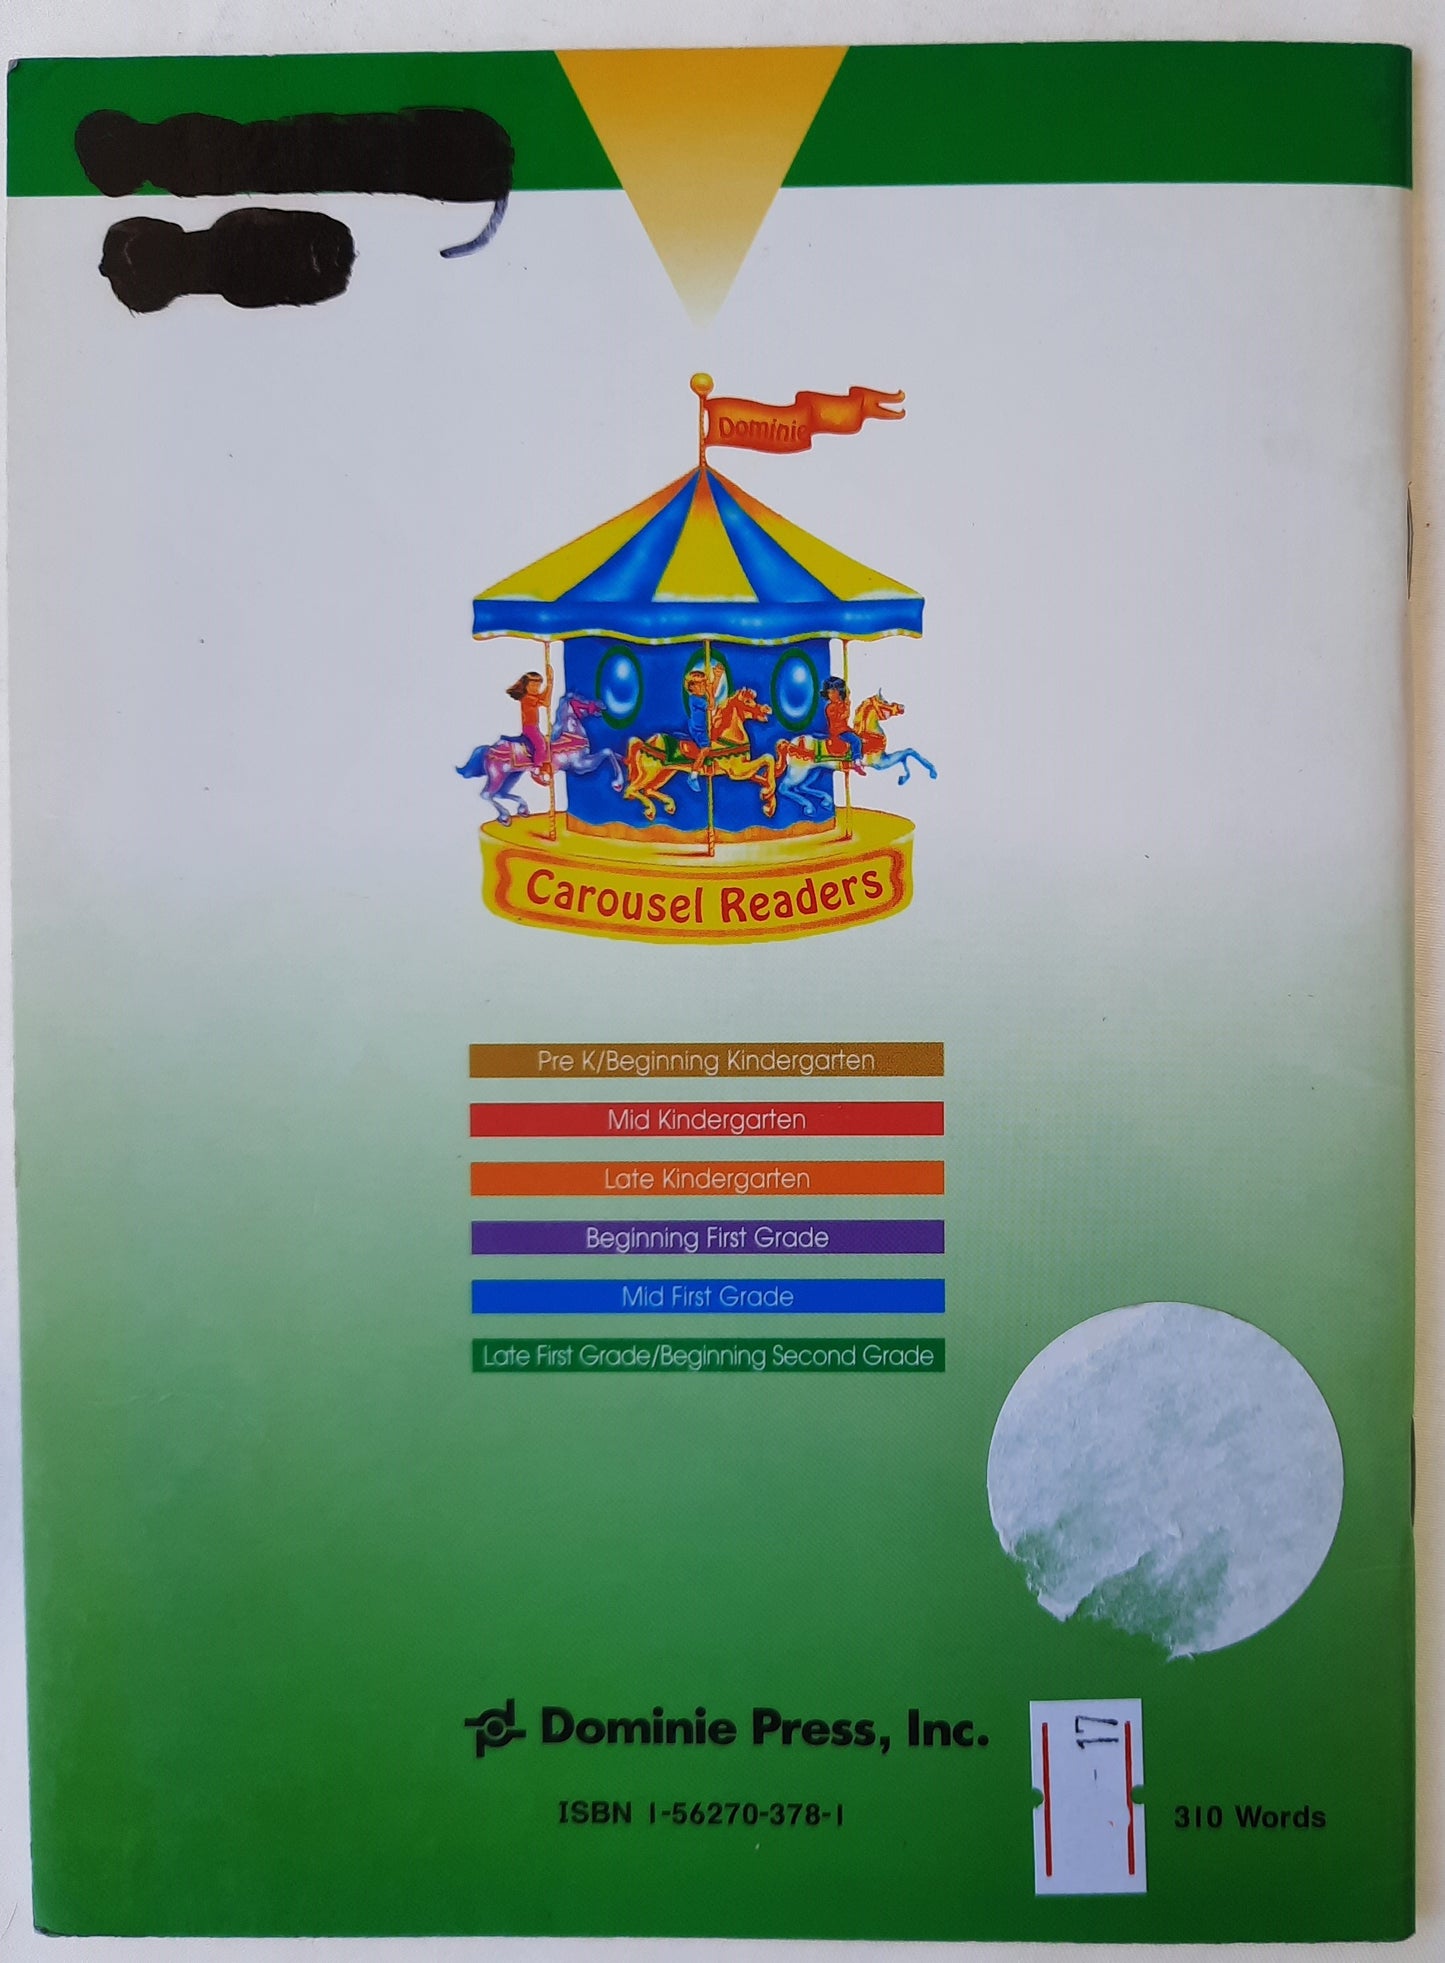 Dominie
Carousel Readers
Pre K/Beginning Kindergarten
Mid Kindergarten
Late Kindergarten
Beginning First Grade
Mid First Grade
Late First Grade/Beginning Second Grade
Dominie Press, Inc.
ISBN 1-56270-378-1
- 17
310 Words